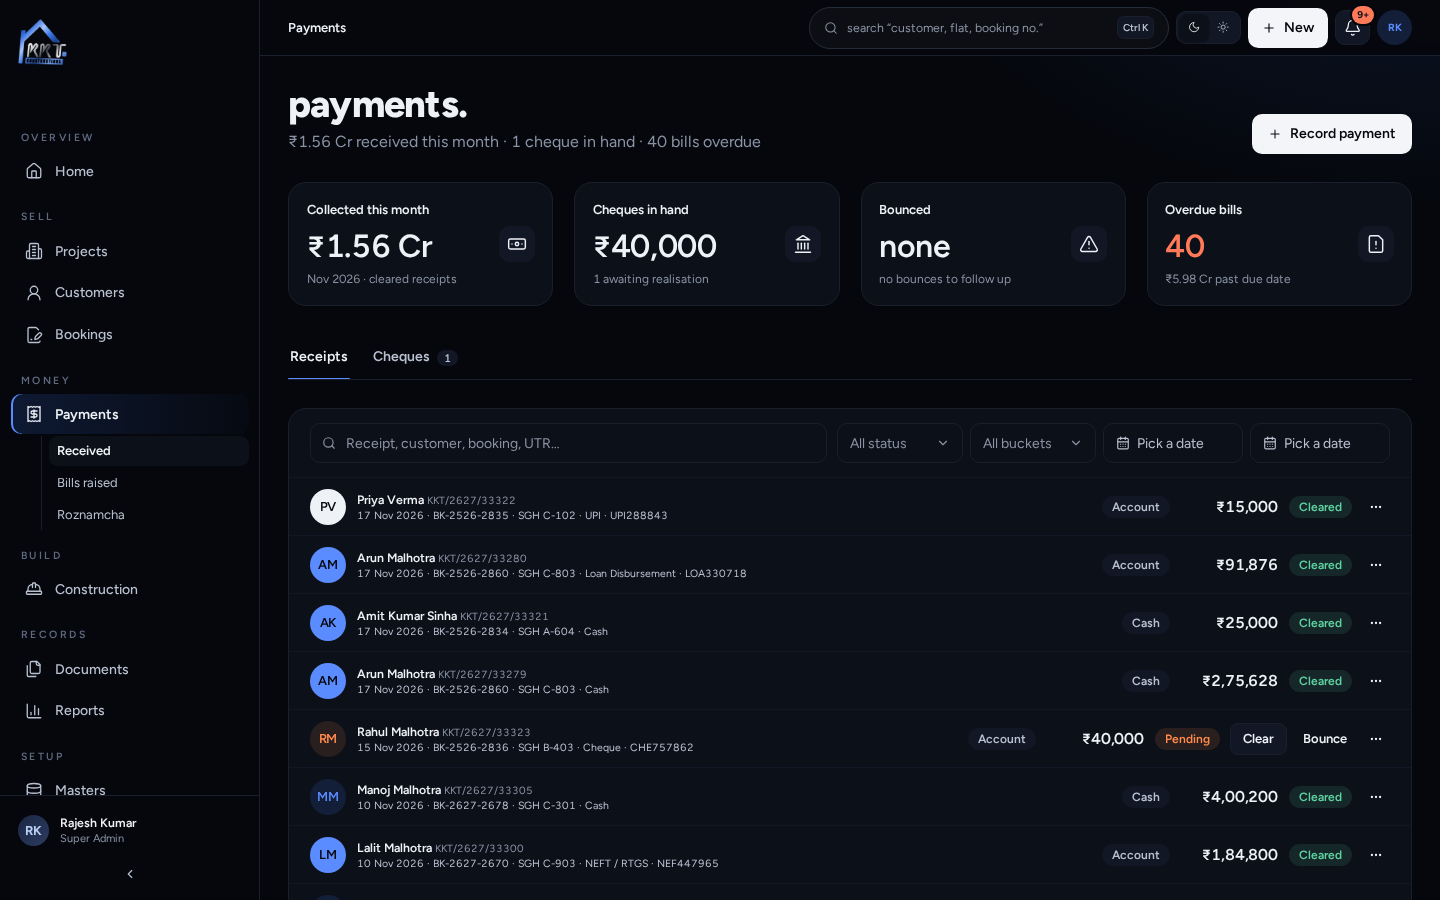 KKT
OVERVIEW
Home
SELL
Projects
Customers
Bookings
MONEY
Payments
Received
Bills raised
Roznamcha
BUILD
Construction
RECORDS
Documents
Reports
SETUP
Masters
RK
Rajesh Kumar
Super Admin
Payments
search “customer, flat, booking no.”
Ctrl K
New
9+
RK
payments.
₹1.56 Cr received this month · 1 cheque in hand · 40 bills overdue
Record payment
Collected this month
₹1.56 Cr
Nov 2026 · cleared receipts
Cheques in hand
₹40,000
1 awaiting realisation
Bounced
none
no bounces to follow up
Overdue bills
40
₹5.98 Cr past due date
Receipts
Cheques 1
Receipt, customer, booking, UTR...
All status
All buckets
Pick a date
Pick a date
PV
Priya Verma KKT/2627/33322
17 Nov 2026 · BK-2526-2835 · SGH C-102 · UPI · UPI288843
Account
₹15,000
Cleared
AM
Arun Malhotra KKT/2627/33280
17 Nov 2026 · BK-2526-2860 · SGH C-803 · Loan Disbursement · LOA330718
Account
₹91,876
Cleared
AK
Amit Kumar Sinha KKT/2627/33321
17 Nov 2026 · BK-2526-2834 · SGH A-604 · Cash
Cash
₹25,000
Cleared
AM
Arun Malhotra KKT/2627/33279
17 Nov 2026 · BK-2526-2860 · SGH C-803 · Cash
Cash
₹2,75,628
Cleared
RM
Rahul Malhotra KKT/2627/33323
15 Nov 2026 · BK-2526-2836 · SGH B-403 · Cheque · CHE757862
Account
₹40,000
Pending
Clear
Bounce
MM
Manoj Malhotra KKT/2627/33305
10 Nov 2026 · BK-2627-2678 · SGH C-301 · Cash
Cash
₹4,00,200
Cleared
LM
Lalit Malhotra KKT/2627/33300
10 Nov 2026 · BK-2627-2670 · SGH C-903 · NEFT / RTGS · NEF447965
Account
₹1,84,800
Cleared